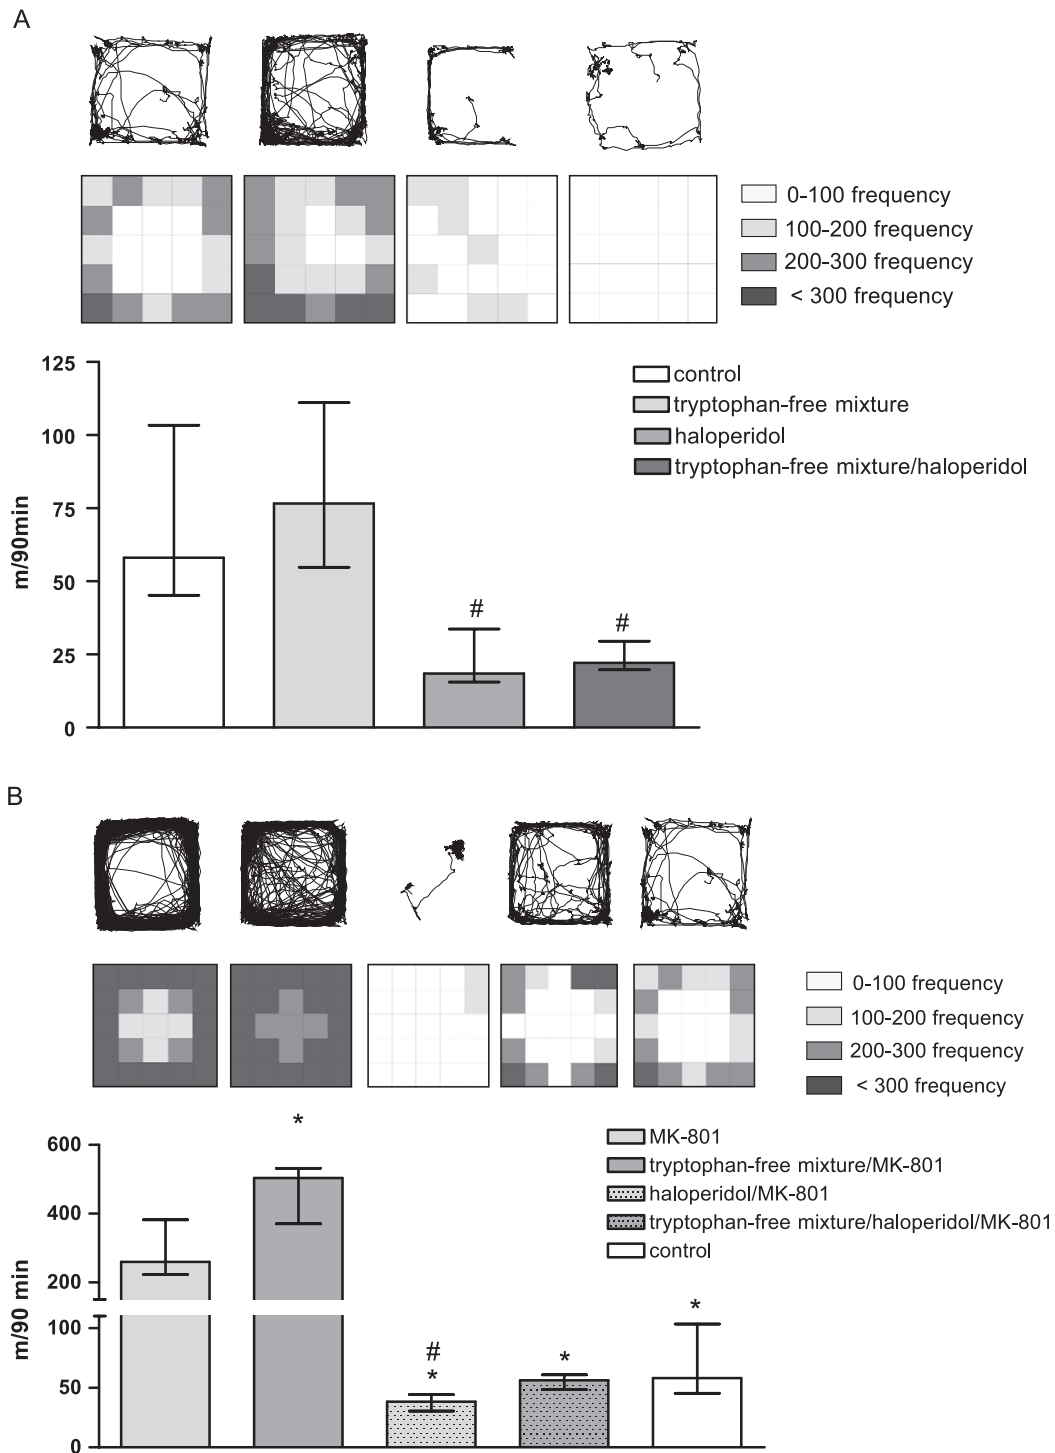 A
0-100 frequency
100-200 frequency
200-300 frequency
< 300 frequency
125
100
75
50
25
0
m/90min
control
tryptophan-free mixture
haloperidol
tryptophan-free mixture/haloperidol
#
#
B
0-100 frequency
100-200 frequency
200-300 frequency
< 300 frequency
600
400
200
100
50
0
m/90 min
MK-801
tryptophan-free mixture/MK-801
haloperidol/MK-801
tryptophan-free mixture/haloperidol/MK-801
control
*
#
*
*
*